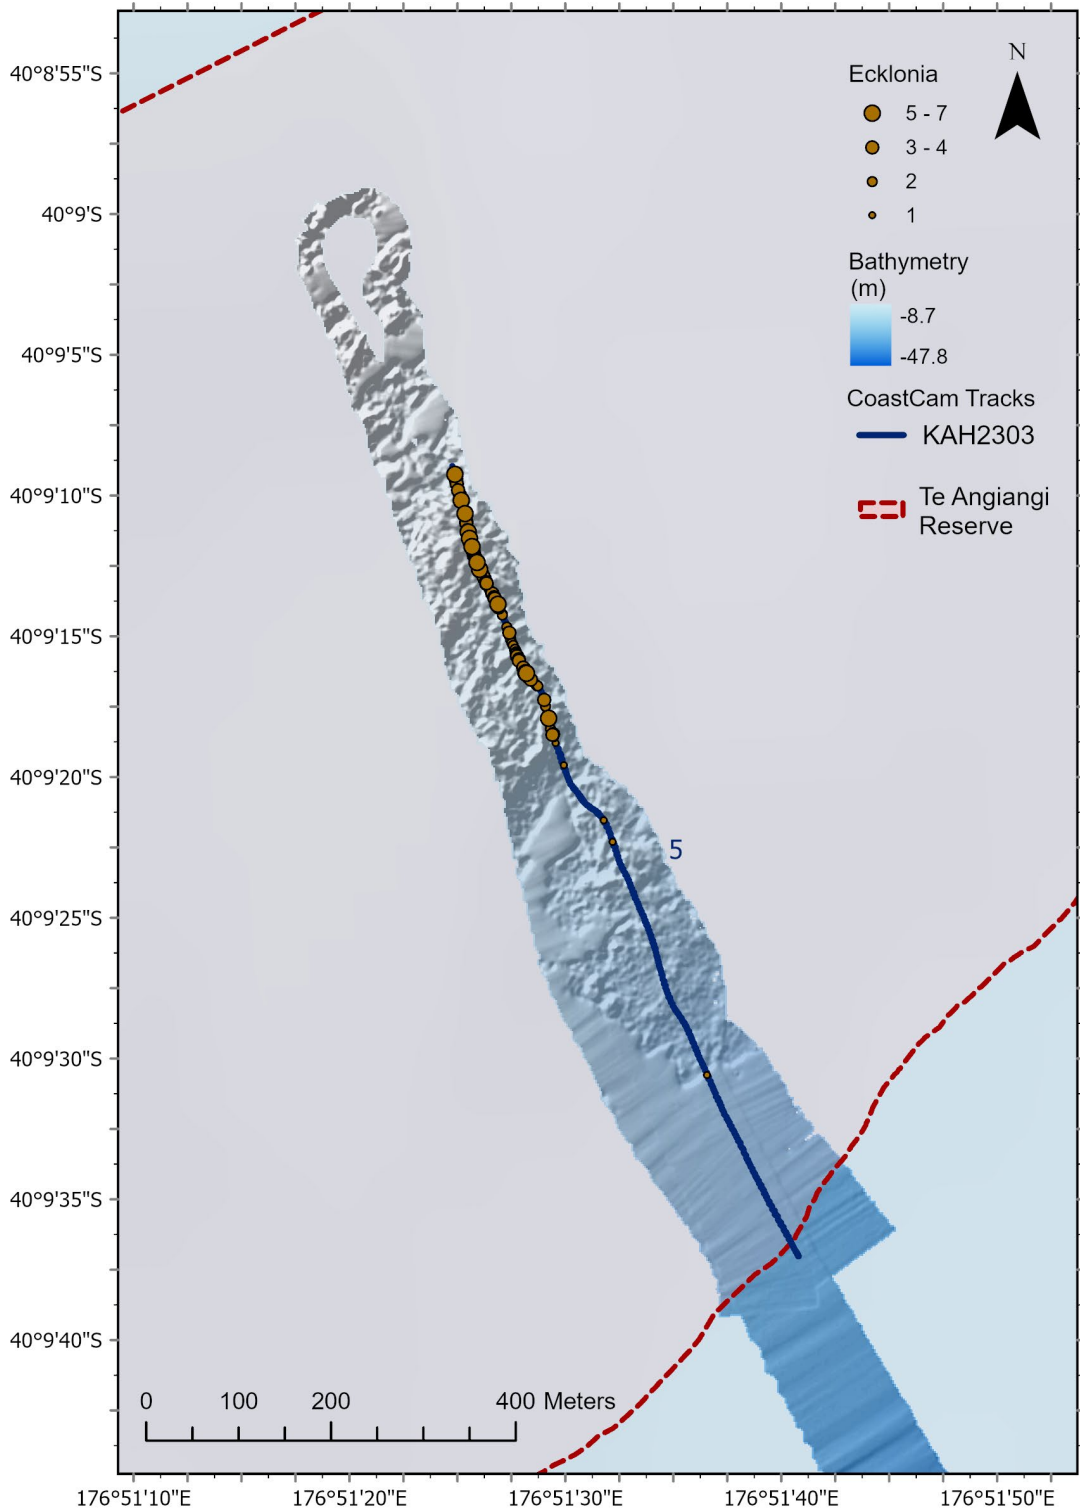 40°8'55"S
40°9'S
40°9'5"S
40°9'10"S
40°9'15"S
40°9'20"S
40°9'25"S
40°9'30"S
40°9'35"S
40°9'40"S
N
Ecklonia
5 - 7
3 - 4
2
1
Bathymetry
(m)
-8.7
-47.8
CoastCam Tracks
KAH2303
Te Angiangi
Reserve
5
0 100 200 400 Meters
176°51'10"E 176°51'20"E 176°51'30"E 176°51'40"E 176°51'50"E